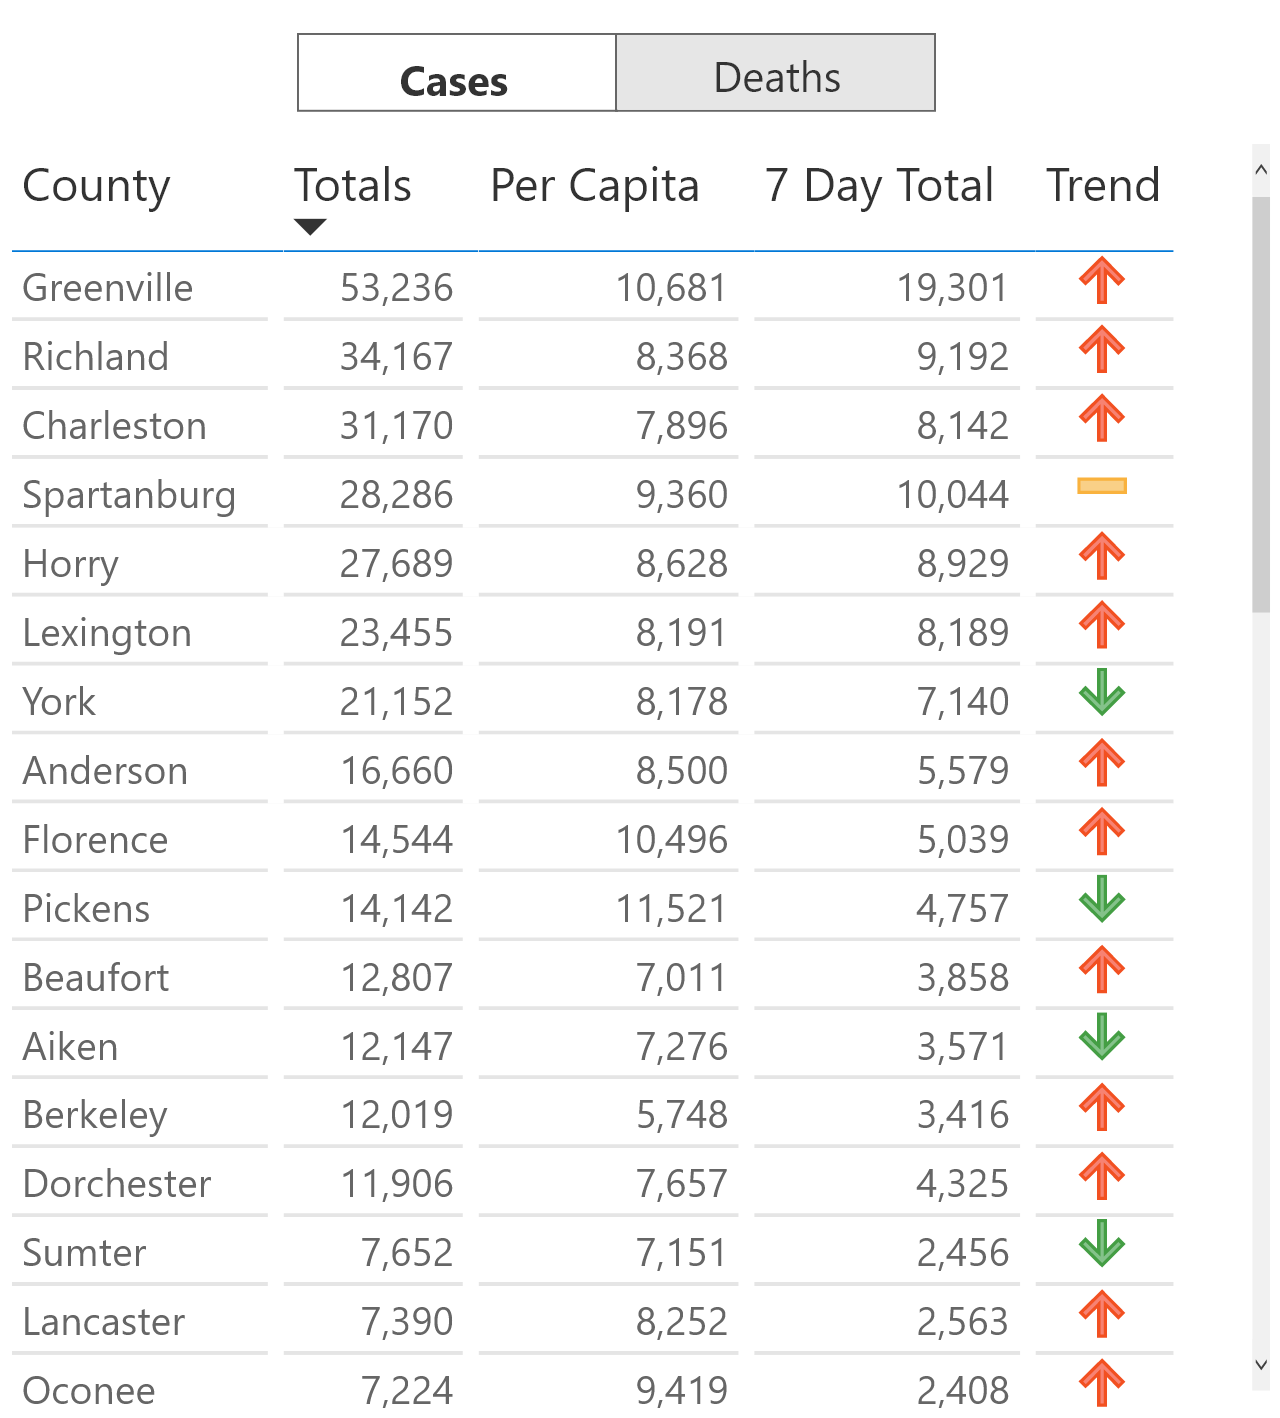 Cases Deaths
County Totals Per Capita 7 Day Total Trend
Greenville 53,236 10,681 19,301
Richland 34,167 8,368 9,192
Charleston 31,170 7,896 8,142
Spartanburg 28,286 9,360 10,044
Horry 27,689 8,628 8,929
Lexington 23,455 8,191 8,189
York 21,152 8,178 7,140
Anderson 16,660 8,500 5,579
Florence 14,544 10,496 5,039
Pickens 14,142 11,521 4,757
Beaufort 12,807 7,011 3,858
Aiken 12,147 7,276 3,571
Berkeley 12,019 5,748 3,416
Dorchester 11,906 7,657 4,325
Sumter 7,652 7,151 2,456
Lancaster 7,390 8,252 2,563
Oconee 7,224 9,419 2,408